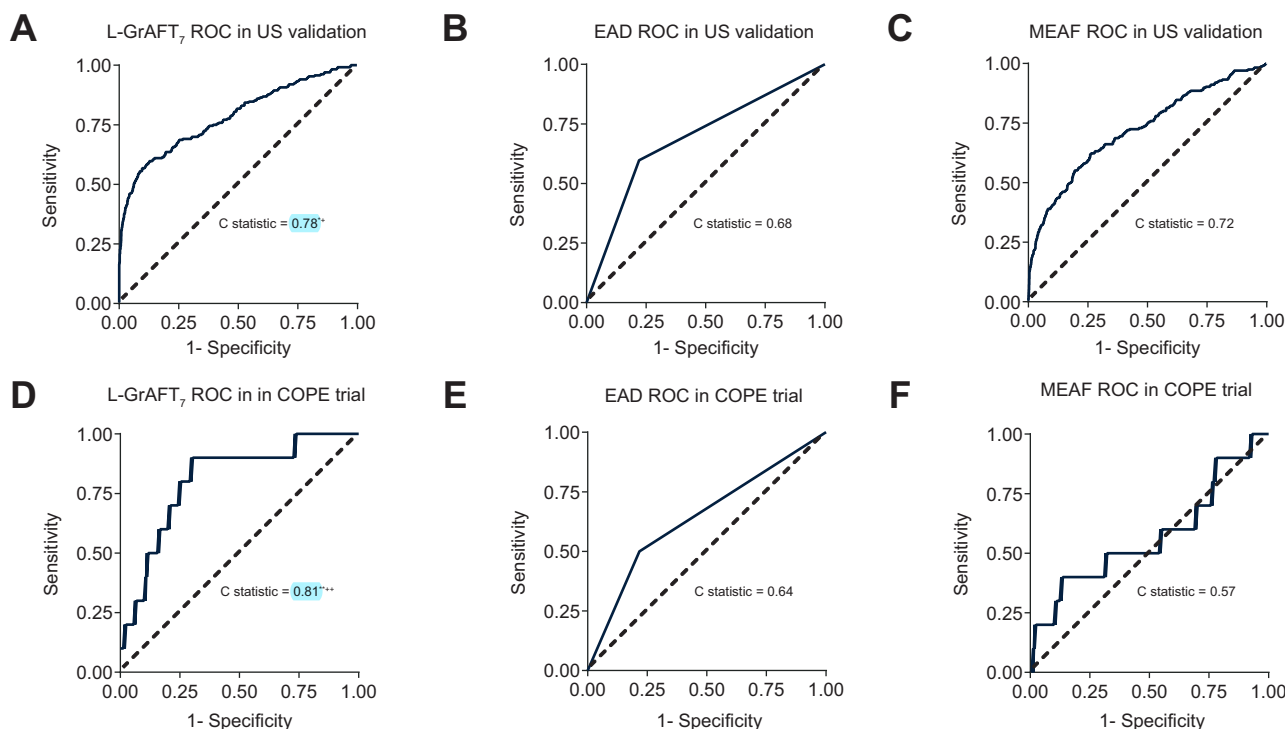 A
L-GrAFT₇ ROC in US validation
1.00
0.75
0.50
0.25
0.00
Sensitivity
C statistic = 0.78*+
0.00 0.25 0.50 0.75 1.00
1- Specificity
B
EAD ROC in US validation
1.00
0.75
0.50
0.25
0.00
Sensitivity
C statistic = 0.68
0.00 0.25 0.50 0.75 1.00
1- Specificity
C
MEAF ROC in US validation
1.00
0.75
0.50
0.25
0.00
Sensitivity
C statistic = 0.72
0.00 0.25 0.50 0.75 1.00
1- Specificity
D
L-GrAFT₇ ROC in in COPE trial
1.00
0.75
0.50
0.25
0.00
Sensitivity
C statistic = 0.81**++
0.00 0.25 0.50 0.75 1.00
1- Specificity
E
EAD ROC in COPE trial
1.00
0.75
0.50
0.25
0.00
Sensitivity
C statistic = 0.64
0.00 0.25 0.50 0.75 1.00
1- Specificity
F
MEAF ROC in COPE trial
1.00
0.75
0.50
0.25
0.00
Sensitivity
C statistic = 0.57
0.00 0.25 0.50 0.75 1.00
1- Specificity